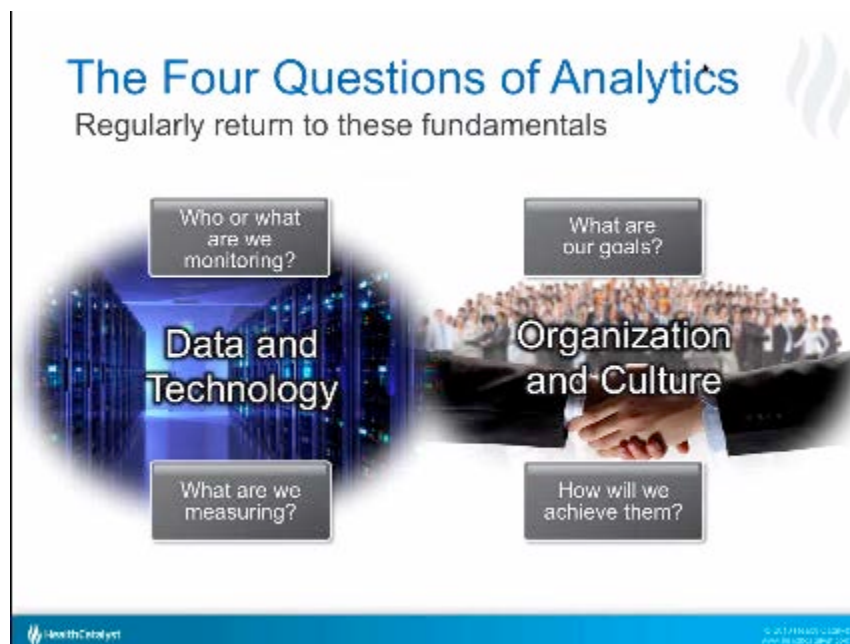 The Four Questions of Analytics
Regularly return to these fundamentals
Who or what
are we
monitoring?
What are
our goals?
Data and
Technology
Organization
and Culture
What are we
measuring?
How will we
achieve them?
HealthCatalyst